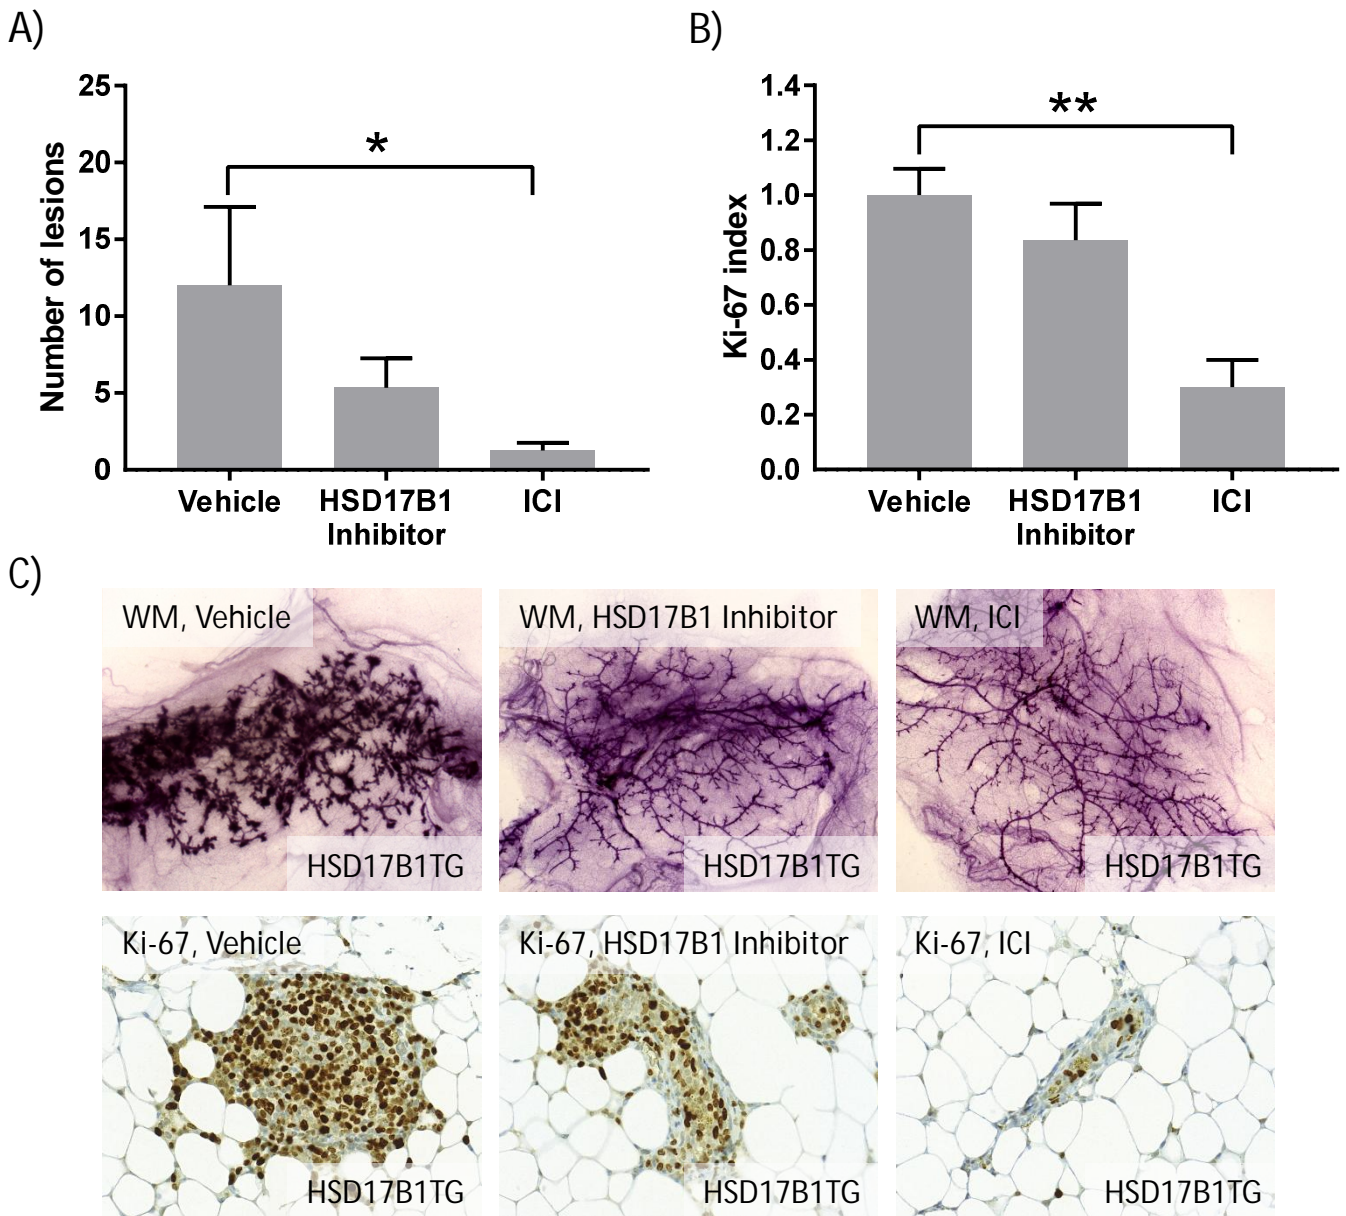 A)
25
20
15
10
5
0
Number of lesions
*
Vehicle
HSD17B1
Inhibitor
ICI
B)
1.4
1.2
1.0
0.8
0.6
0.4
0.2
0.0
Ki-67 index
**
Vehicle
HSD17B1
Inhibitor
ICI
C)
WM, Vehicle
HSD17B1TG
WM, HSD17B1 Inhibitor
HSD17B1TG
WM, ICI
HSD17B1TG
Ki-67, Vehicle
HSD17B1TG
Ki-67, HSD17B1 Inhibitor
HSD17B1TG
Ki-67, ICI
HSD17B1TG